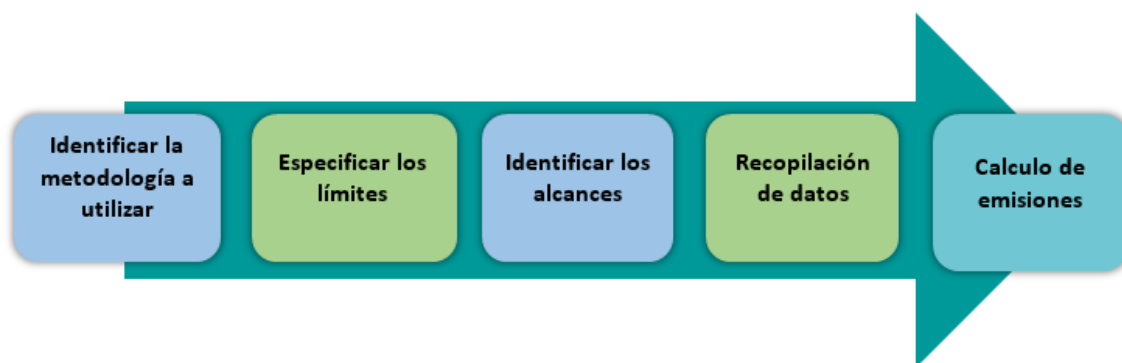 Identificar la
metodología a
utilizar
Especificar los
límites
Identificar los
alcances
Recopilación
de datos
Calculo de
emisiones